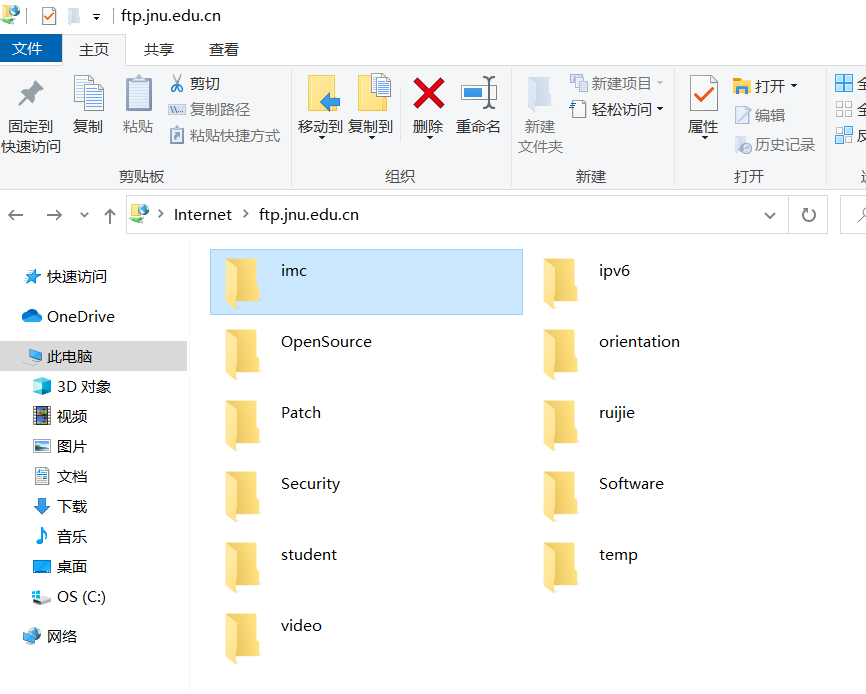 ftp.jnu.edu.cn
文件 主页 共享 查看
固定到
快速访问
复制
粘贴
剪切
复制路径
粘贴快捷方式
剪贴板
移动到 复制到 删除 重命名
组织
新建
文件夹
新建项目
轻松访问
新建
属性
打开
编辑
历史记录
打开
全
全
Internet ftp.jnu.edu.cn
快速访问
OneDrive
此电脑
3D 对象
视频
图片
文档
下载
音乐
桌面
OS (C:)
网络
imc ipv6
OpenSource orientation
Patch ruijie
Security Software
student temp
video